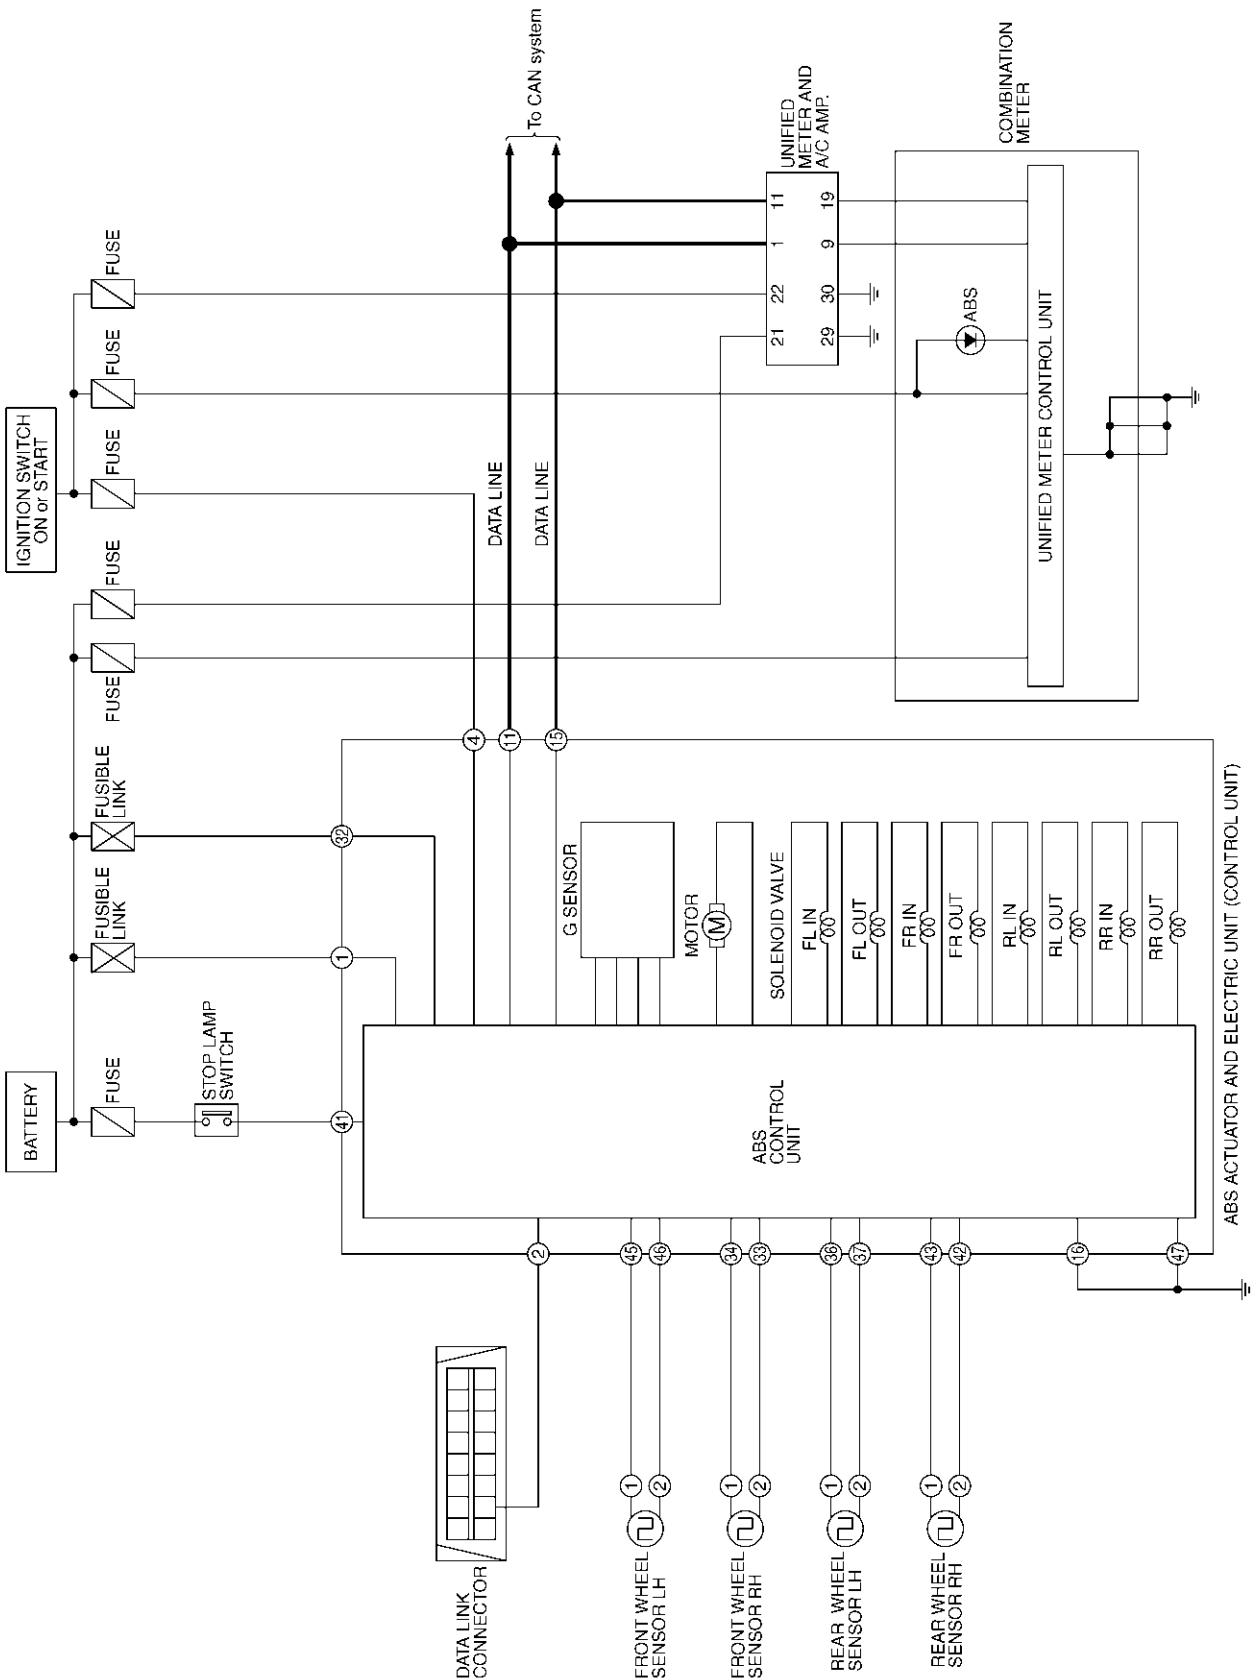 BATTERY
IGNITION SWITCH
ON or START
FUSE
FUSIBLE
LINK
FUSIBLE
LINK
FUSE
FUSE
FUSE
FUSE
FUSE
STOP LAMP
SWITCH
41
1
32
4
11
15
DATA LINE
DATA LINE
To CAN system
UNIFIED
METER AND
A/C AMP.
21
22
1
11
29
30
9
19
COMBINATION
METER
ABS
UNIFIED METER CONTROL UNIT
G SENSOR
MOTOR
M
SOLENOID VALVE
FL IN
FL OUT
FR IN
FR OUT
RL IN
RL OUT
RR IN
RR OUT
ABS
CONTROL
UNIT
ABS ACTUATOR AND ELECTRIC UNIT (CONTROL UNIT)
2
45
46
34
33
36
37
43
42
16
47
DATA LINK
CONNECTOR
1
2
1
2
1
2
1
2
FRONT WHEEL
SENSOR LH
FRONT WHEEL
SENSOR RH
REAR WHEEL
SENSOR LH
REAR WHEEL
SENSOR RH